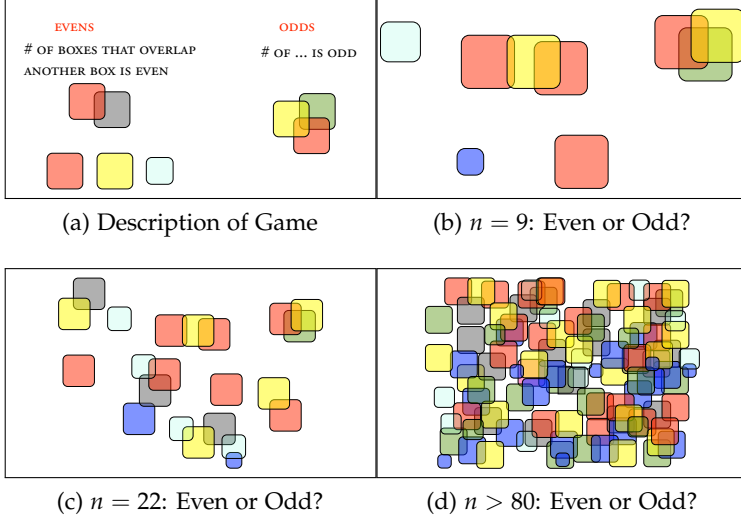 EVENS
# OF BOXES THAT OVERLAP
ANOTHER BOX IS EVEN
ODDS
# OF ... IS ODD
(a) Description of Game
(b) n = 9: Even or Odd?
(c) n = 22: Even or Odd?
(d) n > 80: Even or Odd?